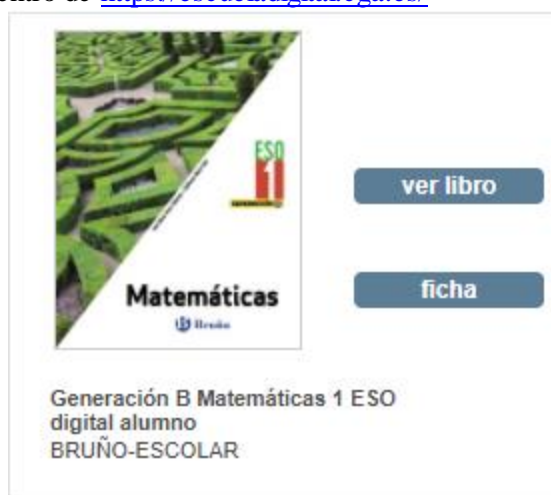 ESO
1
Matemáticas
Bruño
ver libro
ficha
Generación B Matemáticas 1 ESO
digital alumno
BRUÑO-ESCOLAR